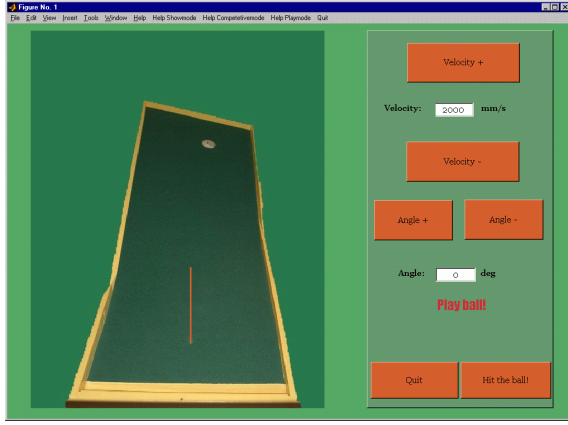 Figure No. 1
File Edit View Insert Tools Window Help Help Showmode Help Competetivemode Help Playmode Quit
Velocity +
Velocity: 2000 mm/s
Velocity -
Angle + Angle -
Angle: 0 deg
Play ball!
Quit Hit the ball!